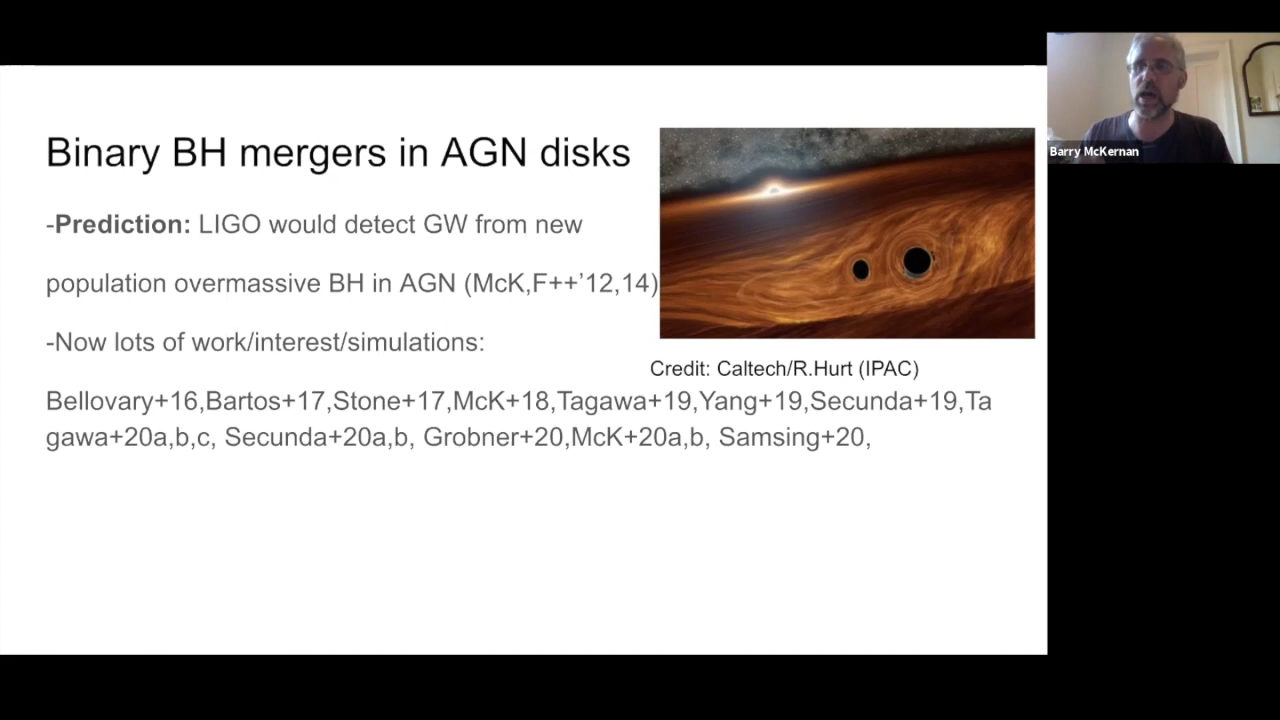 Binary BH mergers in AGN disks
-Prediction: LIGO would detect GW from new
population overmassive BH in AGN (McK,F++’12,14)
-Now lots of work/interest/simulations:
Credit: Caltech/R.Hurt (IPAC)
Bellovary+16,Bartos+17,Stone+17,McK+18,Tagawa+19,Yang+19,Secunda+19,Ta
gawa+20a,b,c, Secunda+20a,b, Grobner+20,McK+20a,b, Samsing+20,
Barry McKernan